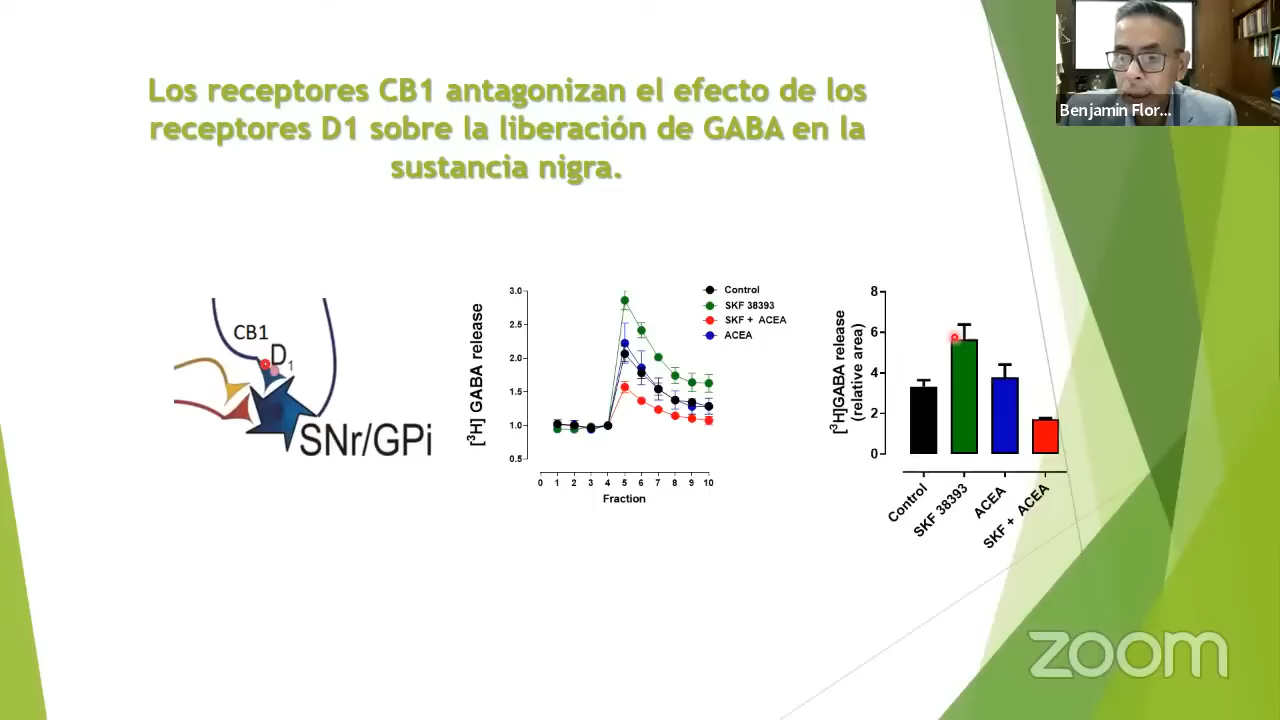 Los receptores CB1 antagonizan el efecto de los
receptores D1 sobre la liberación de GABA en la
sustancia nigra.
Benjamin Flor...
CB1
D1
SNr/GPi
[3H] GABA release
3.0
2.5
2.0
1.5
1.0
0.5
0 1 2 3 4 5 6 7 8 9 10
Fraction
Control
SKF 38393
SKF + ACEA
ACEA
[3H]GABA release
(relative area)
8
6
4
2
0
Control
SKF 38393
ACEA
SKF + ACEA
zoom